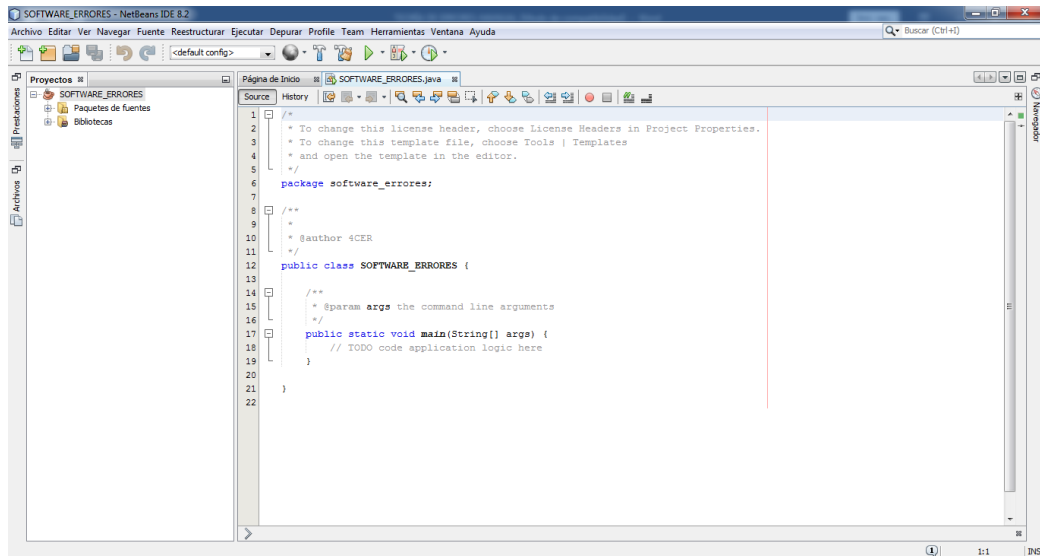 SOFTWARE_ERRORES - NetBeans IDE 8.2
Archivo Editar Ver Navegar Fuente Reestructurar Ejecutar Depurar Profile Team Herramientas Ventana Ayuda
Buscar (Ctrl+I)
<default config>
Proyectos
Página de Inicio
SOFTWARE_ERRORES.java
Prestaciones
Archivos
Navegador
SOFTWARE_ERRORES
Paquetes de fuentes
Bibliotecas
Source History
1 /*
2 * To change this license header, choose License Headers in Project Properties.
3 * To change this template file, choose Tools | Templates
4 * and open the template in the editor.
5 */
6 package software_errores;
7
8 /**
9 *
10 * @author 4CER
11 */
12 public class SOFTWARE_ERRORES {
13
14 /**
15 * @param args the command line arguments
16 */
17 public static void main(String[] args) {
18 // TODO code application logic here
19 }
20
21 }
22
1
1:1
INS